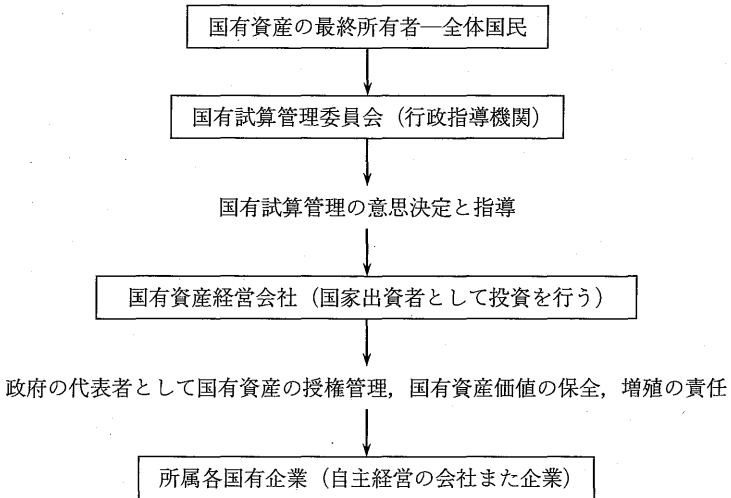 国有資産の最終所有者―全体国民
国有試算管理委員会（行政指導機関）
国有試算管理の意思決定と指導
国有資産経営会社（国家出資者として投資を行う）
政府の代表者として国有資産の授権管理，国有資産価値の保全，増殖の責任
所属各国有企業（自主経営の会社また企業）